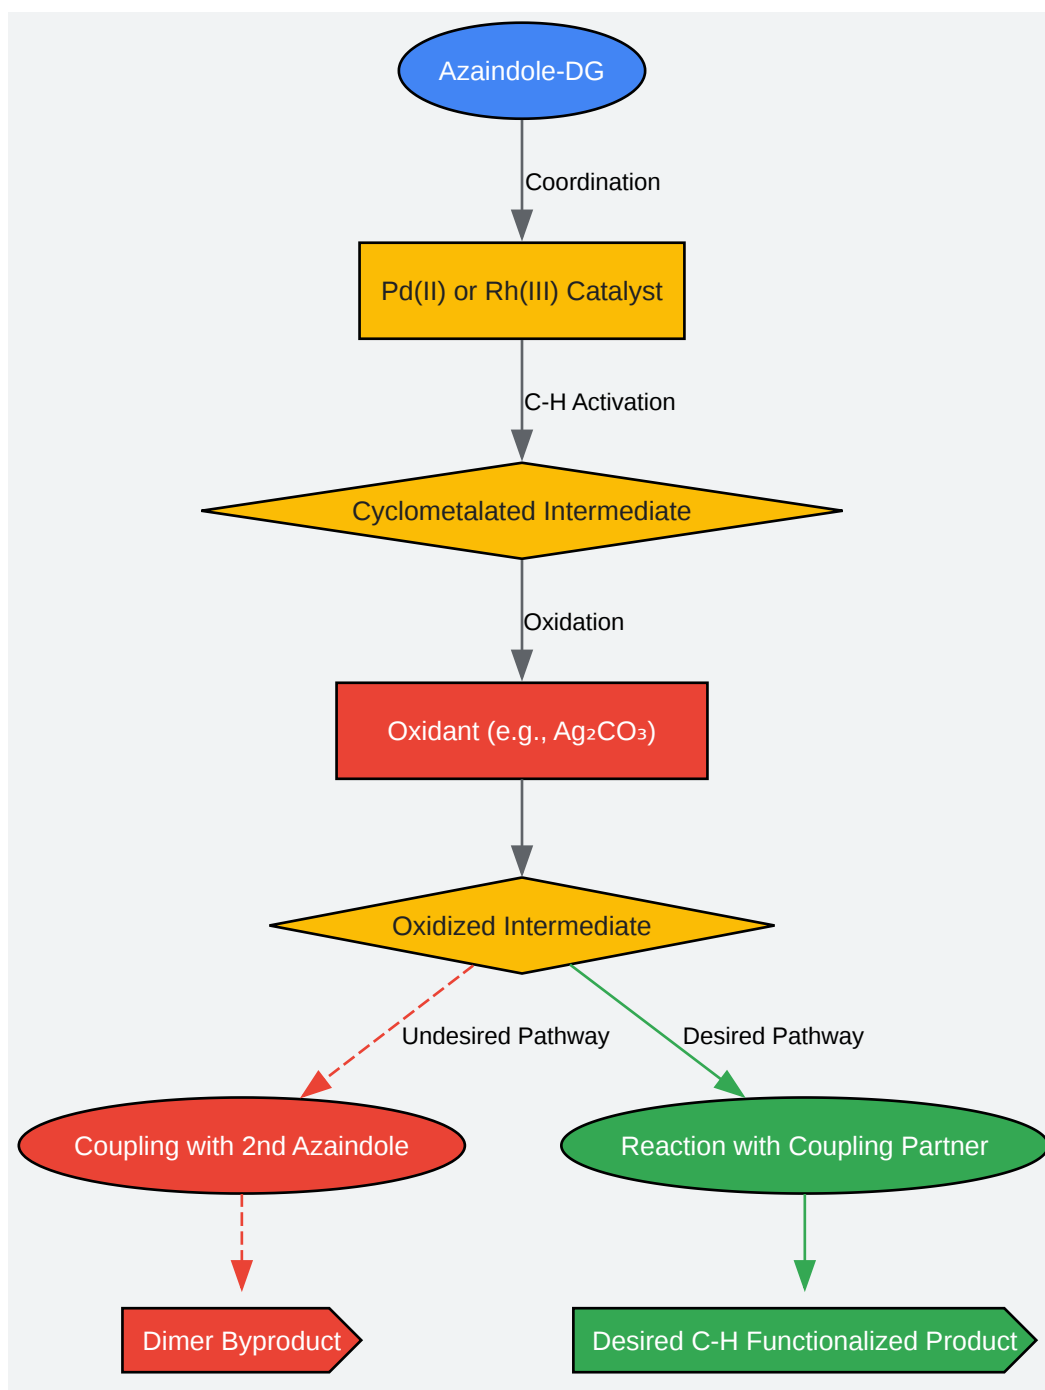 Azaindole-DG
Coordination
Pd(II) or Rh(III) Catalyst
C-H Activation
Cyclometalated Intermediate
Oxidation
Oxidant (e.g., Ag₂CO₃)
Oxidized Intermediate
Undesired Pathway
Desired Pathway
Coupling with 2nd Azaindole
Reaction with Coupling Partner
Dimer Byproduct
Desired C-H Functionalized Product